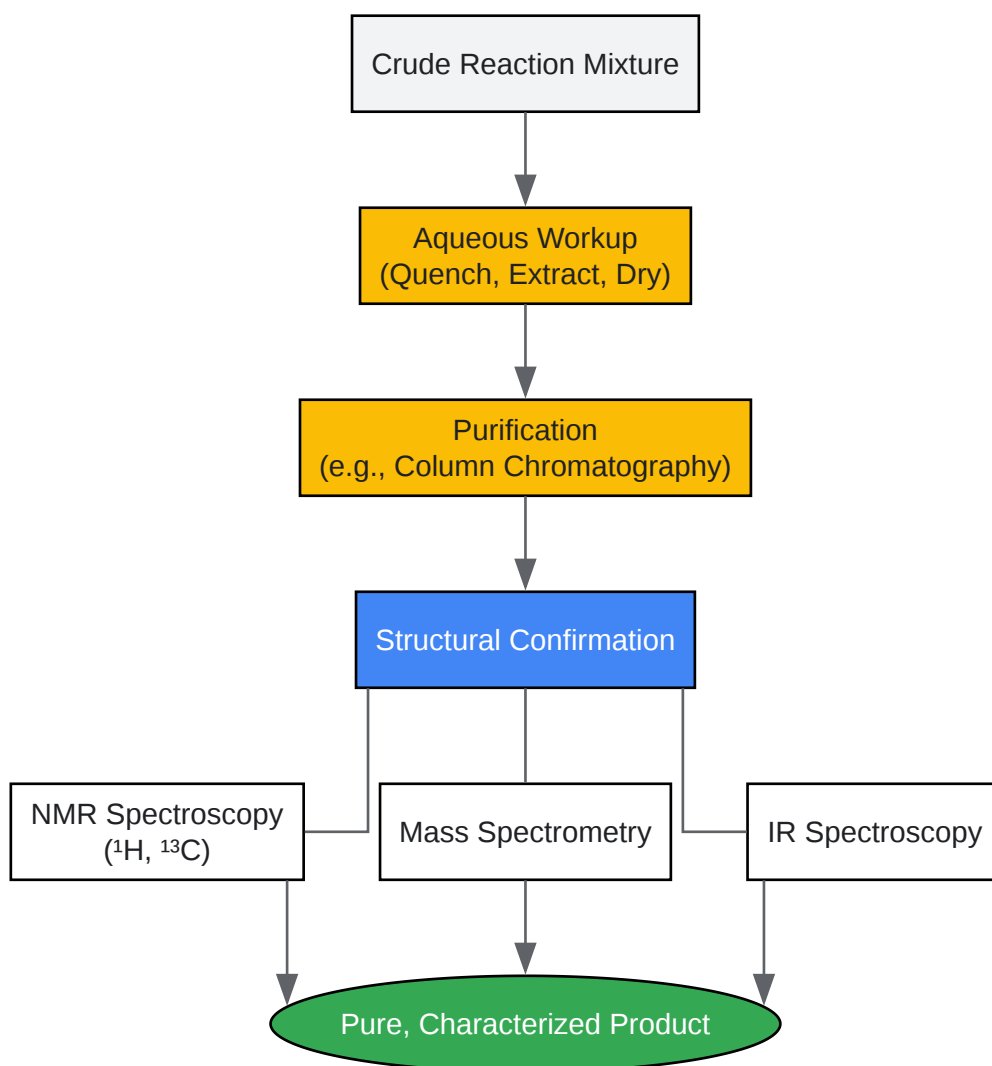 Crude Reaction Mixture
Aqueous Workup
(Quench, Extract, Dry)
Purification
(e.g., Column Chromatography)
Structural Confirmation
NMR Spectroscopy
(¹H, ¹³C)
Mass Spectrometry
IR Spectroscopy
Pure, Characterized Product